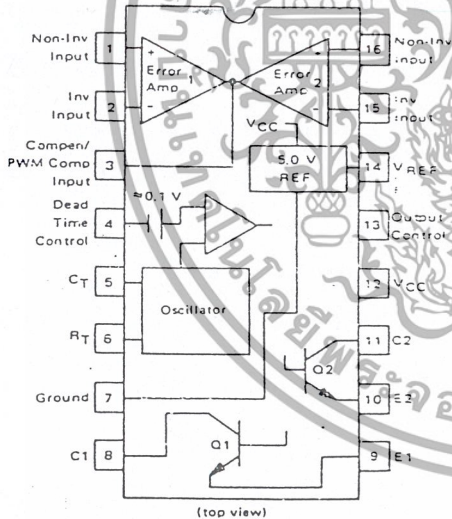 Non-Inv
Input
1
+
Error
Amp
1
Inv
Input
2
−
Compen/
PWM Comp
Input
3
Dead
Time
Control
4
≈0.1 V
CT
5
Oscillator
RT
6
Ground
7
C1
8
Q1
+
Error
Amp
2
−
16
Non-Inv
Input
15
Inv
Input
VCC
5.0 V
REF
14
VREF
13
Output
Control
12
VCC
11
C2
Q2
10
E2
9
E1
(top view)